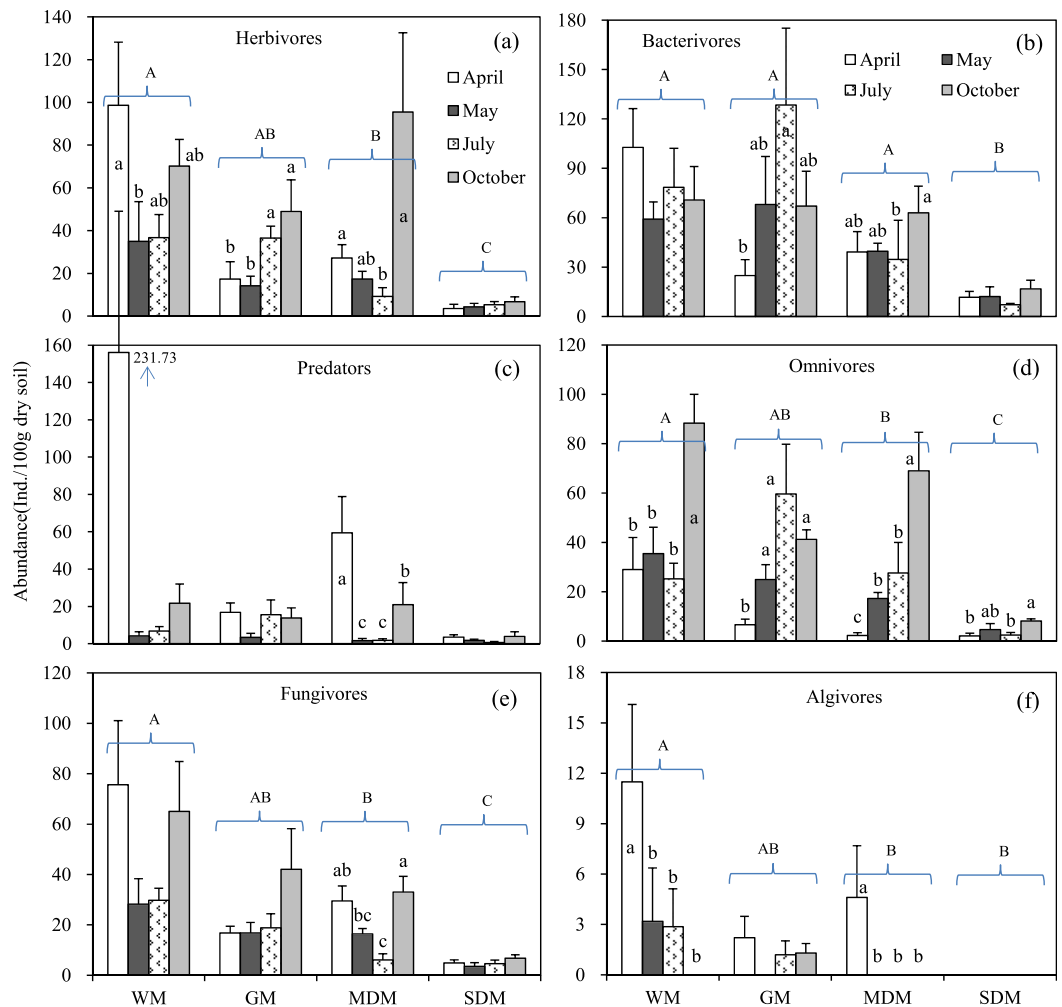 Abundance(Ind./100g dry soil)
Herbivores
(a)
140
120
100
80
60
40
20
0
April
May
July
October
A
AB
B
C
a
b
ab
ab
b
b
a
a
a
ab
b
a
Bacterivores
(b)
180
150
120
90
60
30
0
April
May
July
October
A
A
A
B
b
ab
a
ab
ab
ab
b
a
Predators
(c)
160
140
120
100
80
60
40
20
0
231.73
a
c
c
b
Omnivores
(d)
120
100
80
60
40
20
0
A
AB
B
C
b
b
b
a
b
a
a
a
c
b
b
a
b
ab
b
a
Fungivores
(e)
120
100
80
60
40
20
0
A
AB
B
C
ab
bc
c
a
WM
GM
MDM
SDM
Algivores
(f)
18
15
12
9
6
3
0
A
AB
B
B
a
b
b
b
a
b
b
b
WM
GM
MDM
SDM